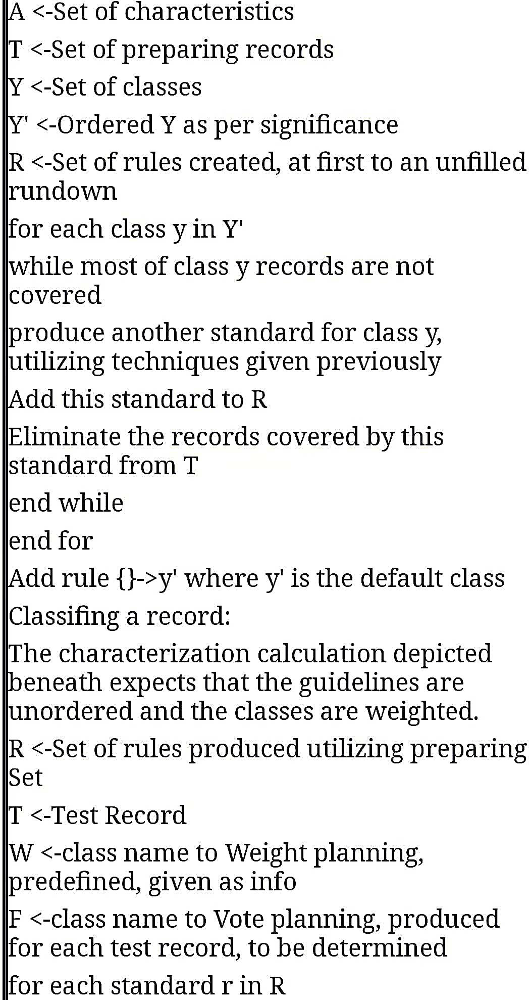 A <-Set of characteristics
T <-Set of preparing records
Y <-Set of classes
Y' <-Ordered Y as per significance
R <-Set of rules created, at first to an unfilled
rundown
for each class y in Y'
while most of class y records are not
covered
produce another standard for class y,
utilizing techniques given previously
Add this standard to R
Eliminate the records covered by this
standard from T
end while
end for
Add rule {}->y' where y' is the default class
Classifing a record:
The characterization calculation depicted
beneath expects that the guidelines are
unordered and the classes are weighted.
R <-Set of rules produced utilizing preparing
Set
T <-Test Record
W <-class name to Weight planning,
predefined, given as info
F <-class name to Vote planning, produced
for each test record, to be determined
for each standard r in R